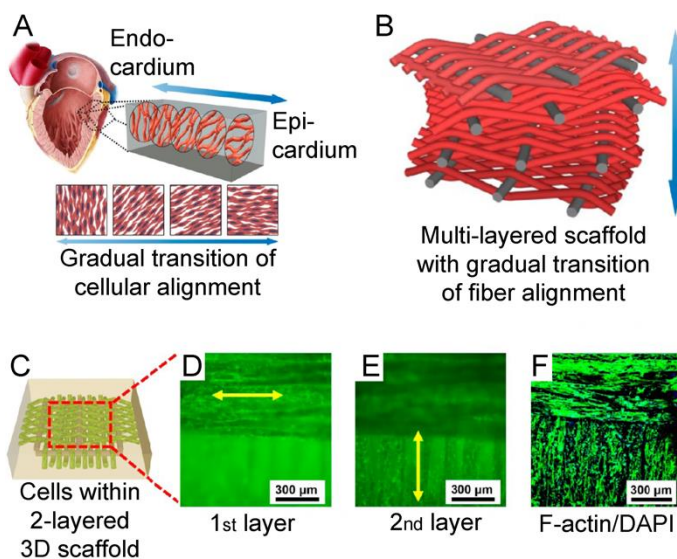 A
Endo-
cardium
Epi-
cardium
Gradual transition of
cellular alignment
B
Multi-layered scaffold
with gradual transition
of fiber alignment
C
Cells within
2-layered
3D scaffold
D
300 μm
1st layer
E
300 μm
2nd layer
F
300 μm
F-actin/DAPI